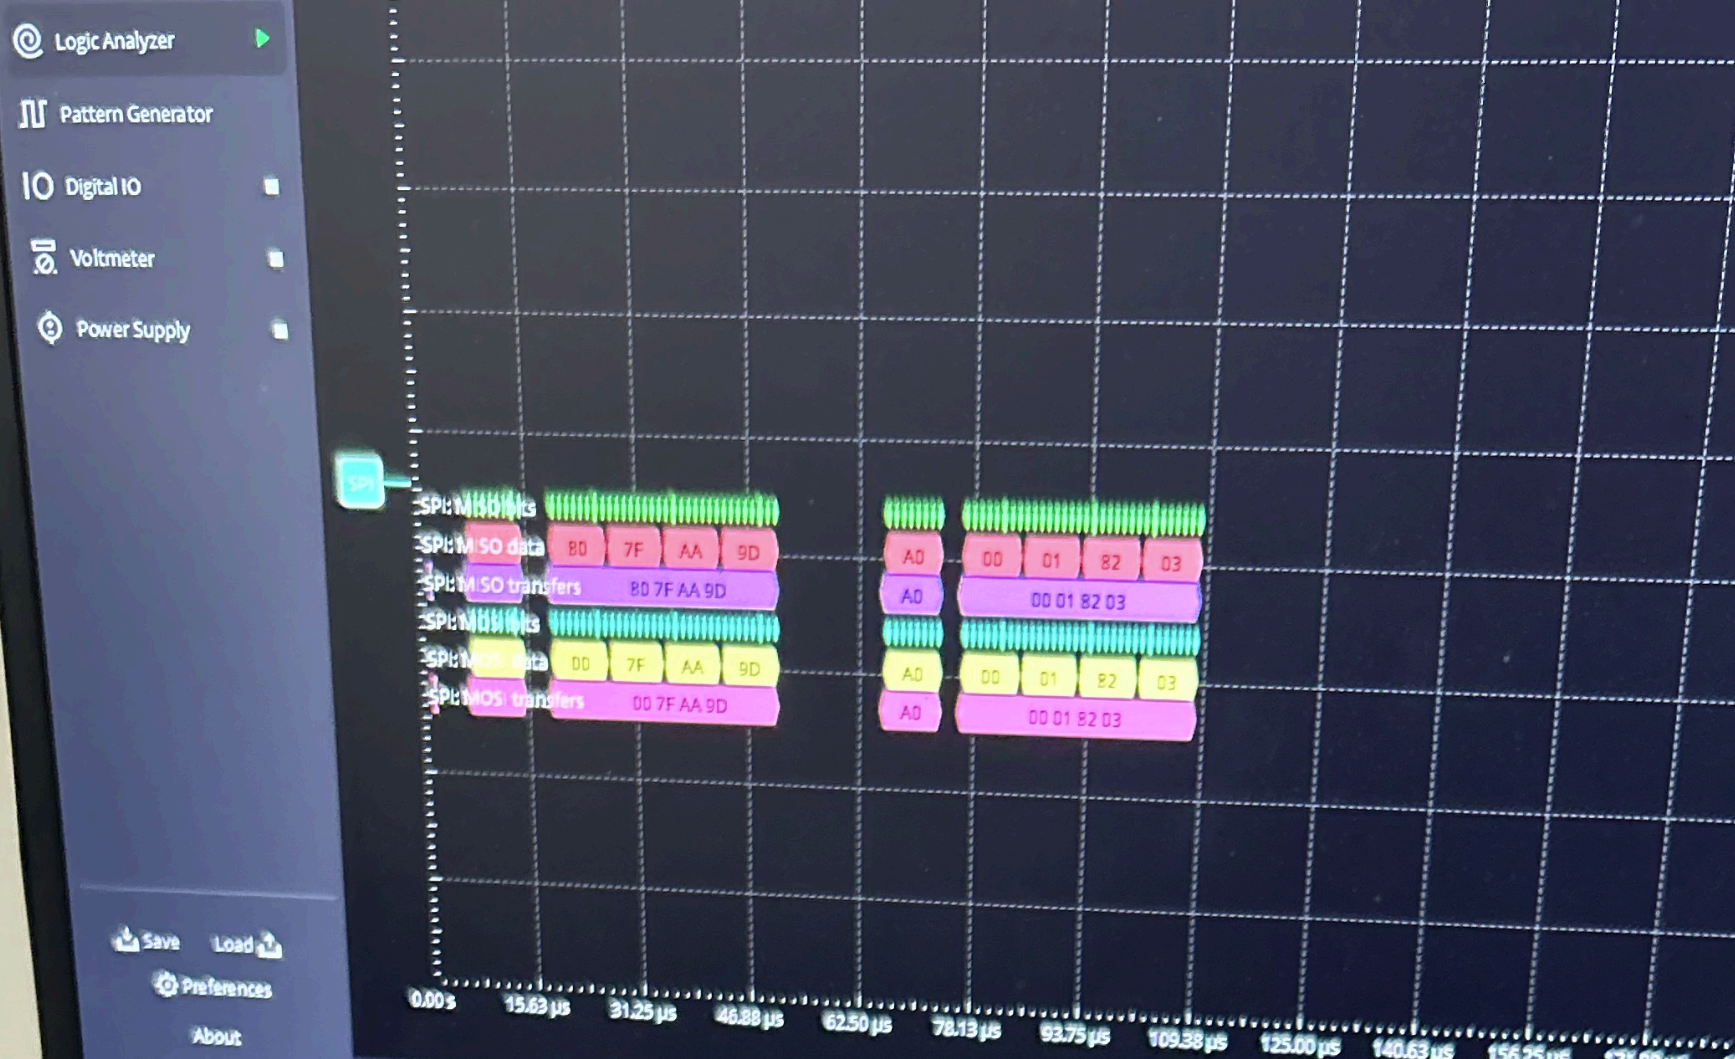 Logic Analyzer
Pattern Generator
IO Digital IO
Voltmeter
Power Supply
SPI
SPI: MISO bits
SPI: MISO data 80 7F AA 9D A0 00 01 82 03
SPI: MISO transfers 80 7F AA 9D A0 00 01 82 03
SPI: MOSI bits
SPI: MOSI data 00 7F AA 9D A0 00 01 82 03
SPI: MOSI transfers 00 7F AA 9D A0 00 01 82 03
Save Load
Preferences
About
0.00 s 15.63 µs 31.25 µs 46.88 µs 62.50 µs 78.13 µs 93.75 µs 109.38 µs 125.00 µs 140.63 µs 156.25 µs